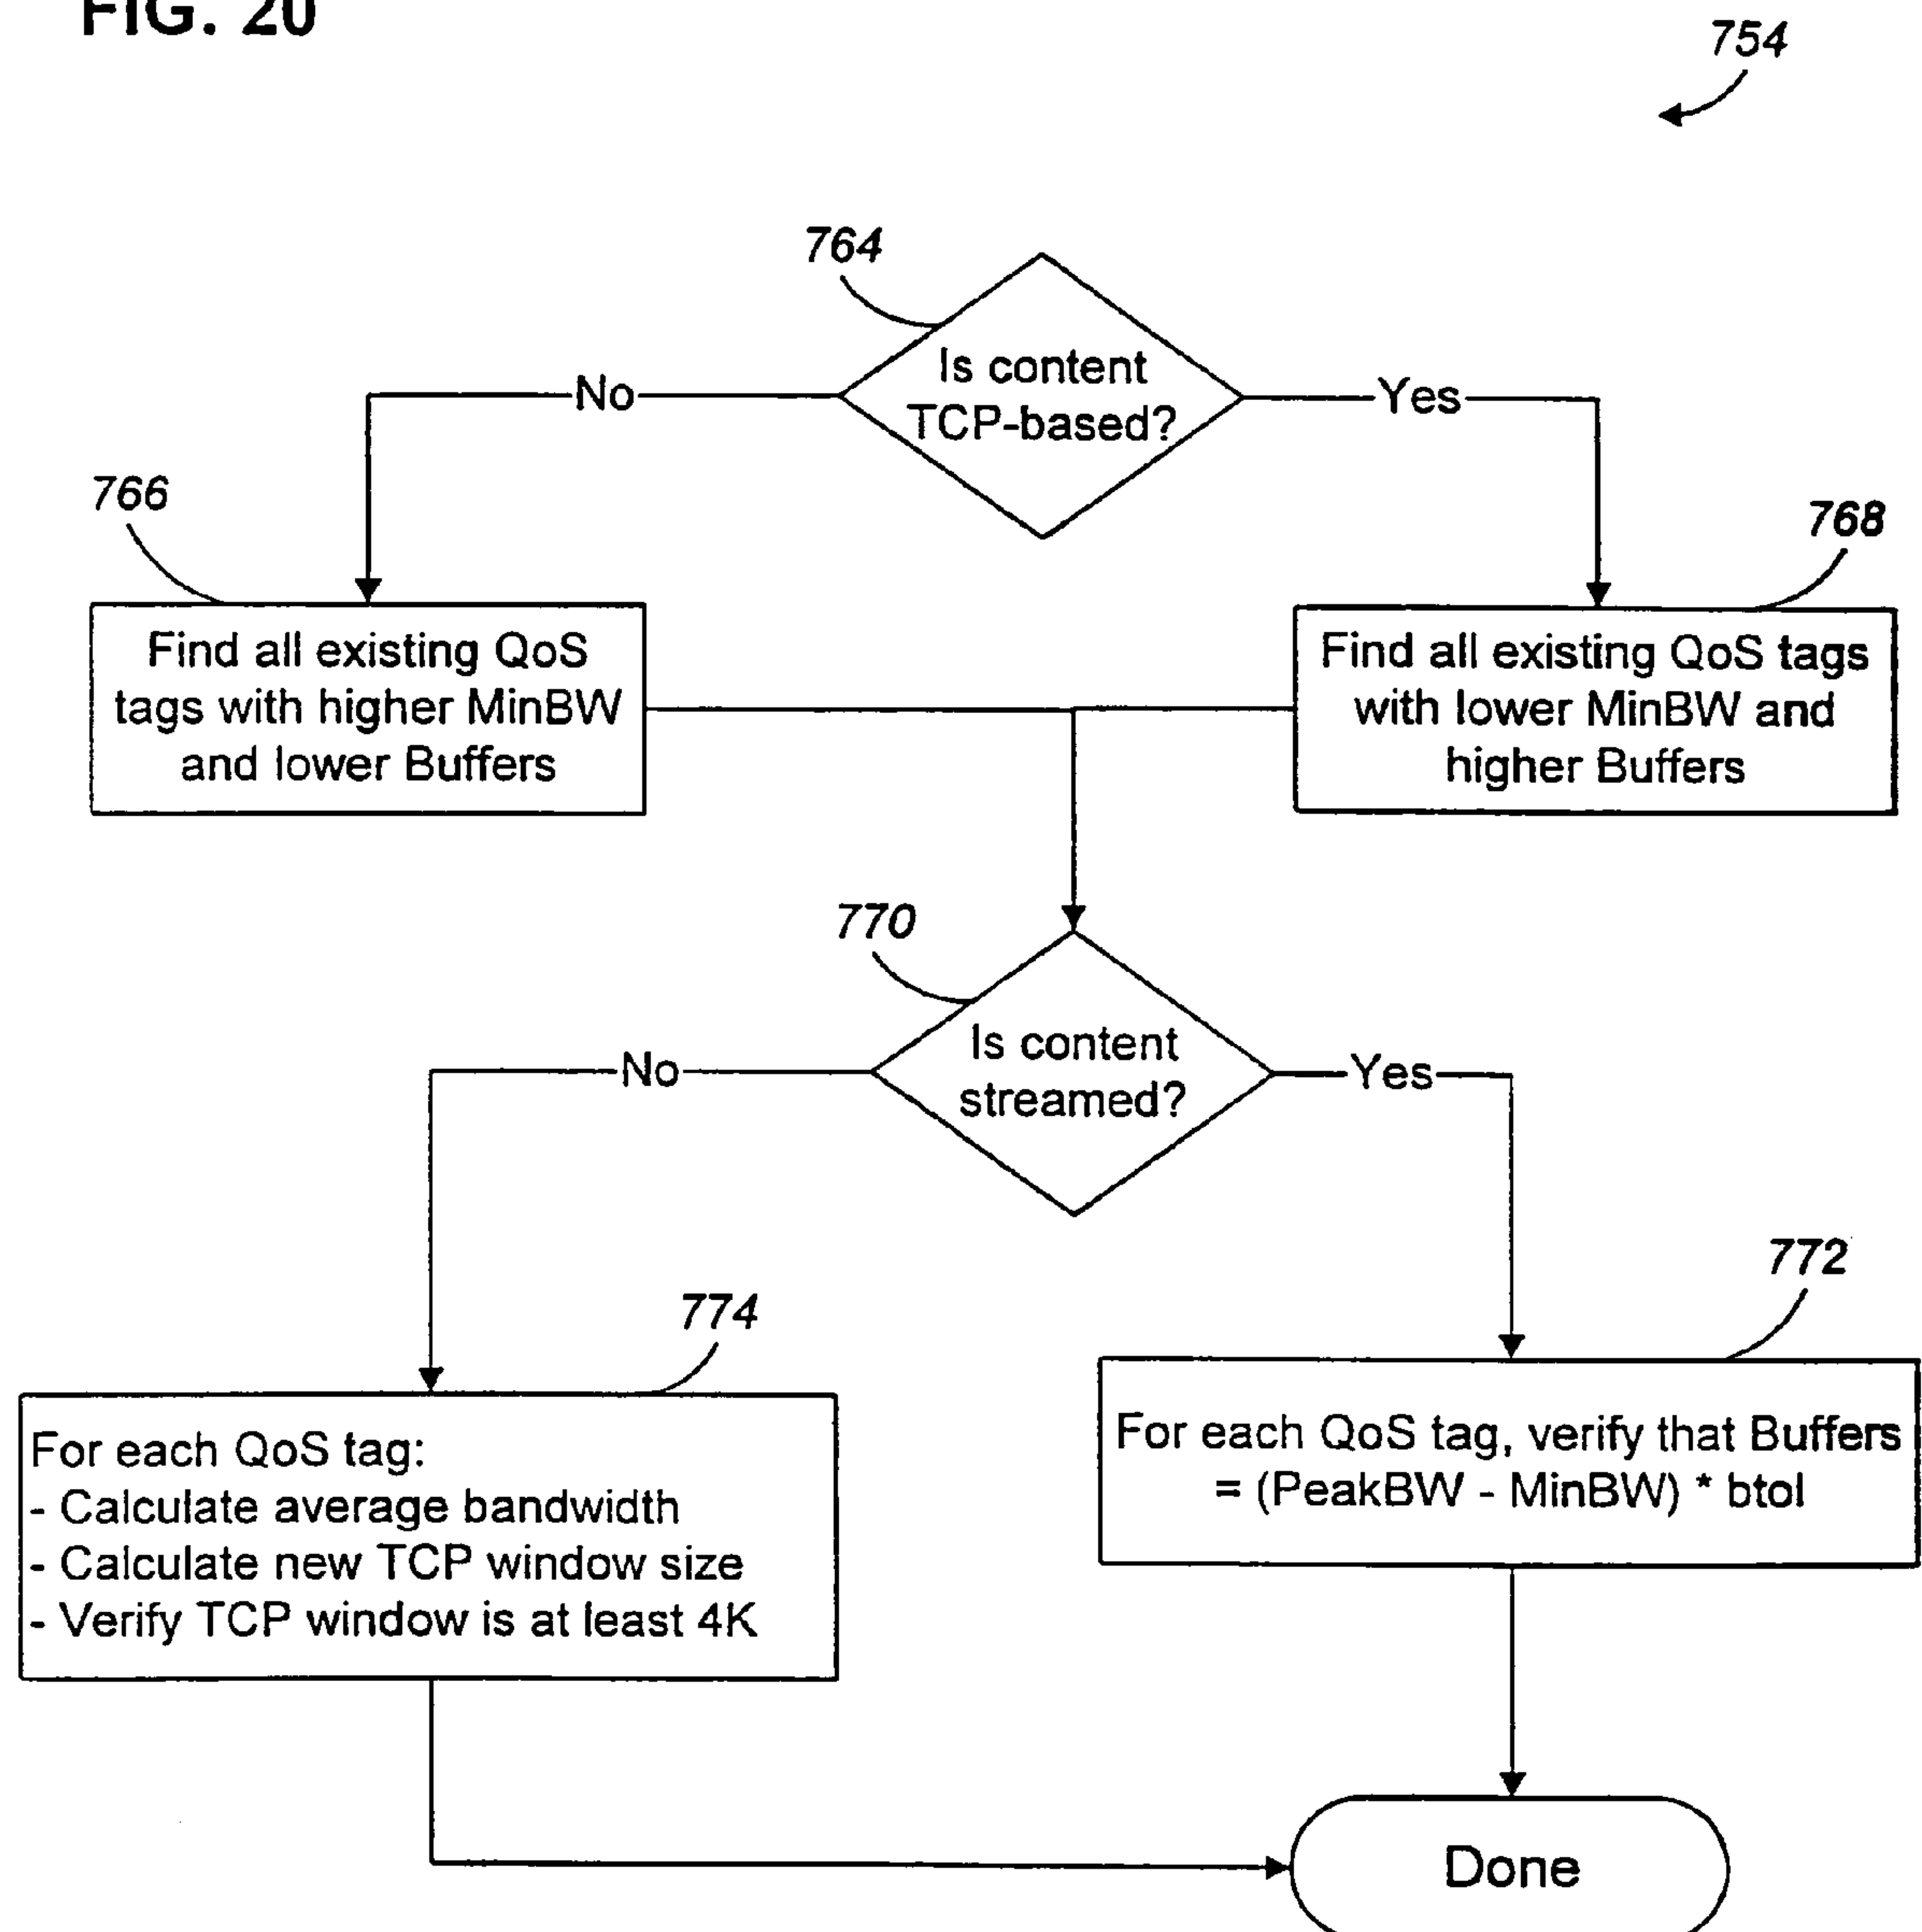 FIG. 20
754
764
Is content
TCP-based?
No
Yes
766
768
Find all existing QoS
tags with higher MinBW
and lower Buffers
Find all existing QoS tags
with lower MinBW and
higher Buffers
770
Is content
streamed?
No
Yes
772
774
For each QoS tag, verify that Buffers
= (PeakBW - MinBW) * btol
For each QoS tag:
- Calculate average bandwidth
- Calculate new TCP window size
- Verify TCP window is at least 4K
Done